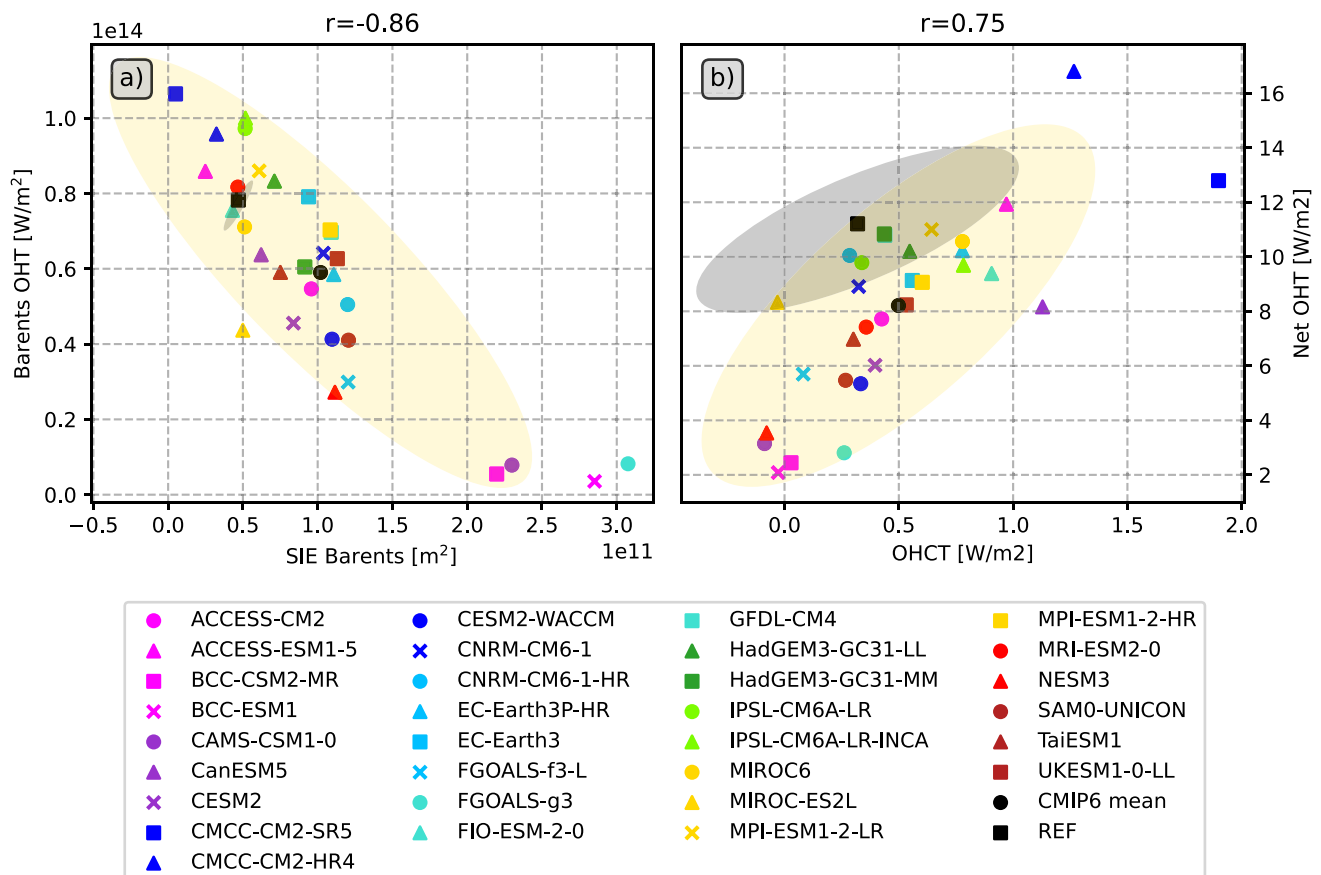 r=-0.86 r=0.75
1e14
a) b)
1.0
0.8
0.6
0.4
0.2
0.0
Barents OHT [W/m²]
16
14
12
10
8
6
4
2
Net OHT [W/m2]
−0.5 0.0 0.5 1.0 1.5 2.0 2.5 3.0
SIE Barents [m²]
1e11
0.0 0.5 1.0 1.5 2.0
OHCT [W/m2]
ACCESS-CM2 CESM2-WACCM GFDL-CM4 MPI-ESM1-2-HR
ACCESS-ESM1-5 CNRM-CM6-1 HadGEM3-GC31-LL MRI-ESM2-0
BCC-CSM2-MR CNRM-CM6-1-HR HadGEM3-GC31-MM NESM3
BCC-ESM1 EC-Earth3P-HR IPSL-CM6A-LR SAM0-UNICON
CAMS-CSM1-0 EC-Earth3 IPSL-CM6A-LR-INCA TaiESM1
CanESM5 FGOALS-f3-L MIROC6 UKESM1-0-LL
CESM2 FGOALS-g3 MIROC-ES2L CMIP6 mean
CMCC-CM2-SR5 FIO-ESM-2-0 MPI-ESM1-2-LR REF
CMCC-CM2-HR4